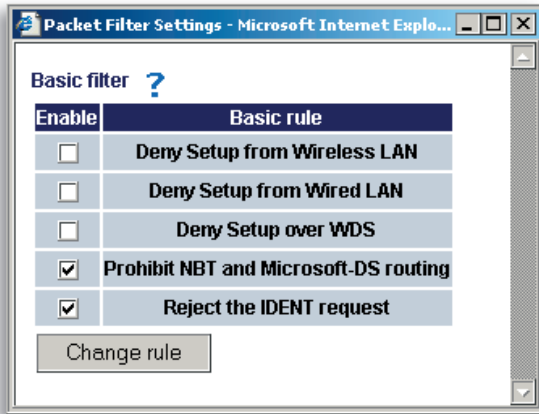 Packet Filter Settings - Microsoft Internet Explo...
Basic filter ?
Enable Basic rule
Deny Setup from Wireless LAN
Deny Setup from Wired LAN
Deny Setup over WDS
Prohibit NBT and Microsoft-DS routing
Reject the IDENT request
Change rule